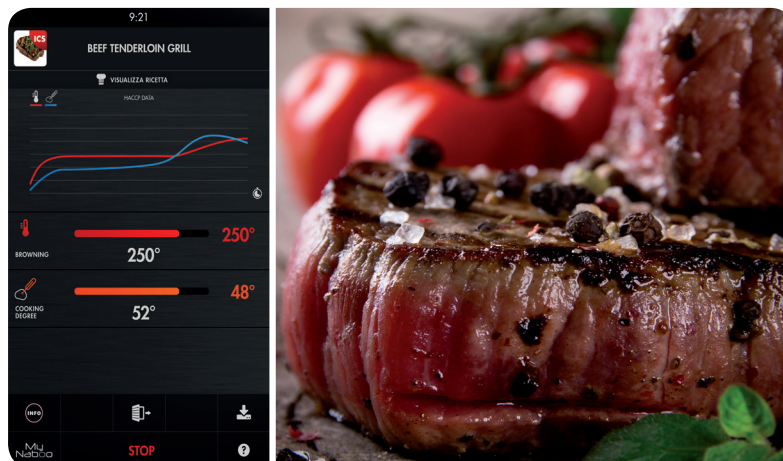 9:21
ICS
BEEF TENDERLOIN GRILL
VISUALIZZA RICETTA
HACCP DATA
250°
BROWNING
250°
48°
COOKING
DEGREE
52°
INFO
My
Naboo
STOP
?